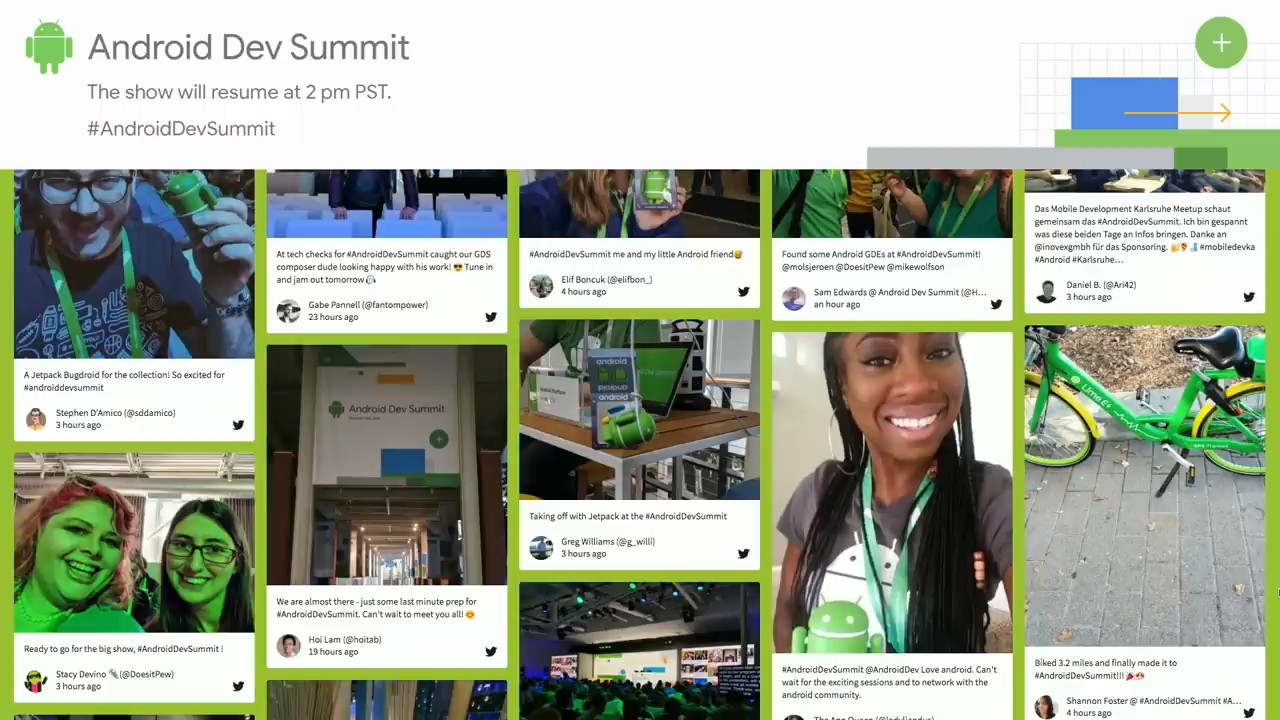 Android Dev Summit
The show will resume at 2 pm PST.
#AndroidDevSummit
A Jetpack Bugdroid for the collection! So excited for
#androiddevsummit
Stephen D'Amico (@sddamico)
3 hours ago
Ready to go for the big show, #AndroidDevSummit !
Stacy Devino 🔩 (@DoesitPew)
3 hours ago
At tech checks for #AndroidDevSummit caught our GDS
composer dude looking happy with his work! 😎 Tune in
and jam out tomorrow 🎧
Gabe Pannell (@fantompower)
23 hours ago
Android Dev Summit
We are almost there - just some last minute prep for
#AndroidDevSummit. Can't wait to meet you all! 😊
Hoi Lam (@hoitab)
19 hours ago
#AndroidDevSummit me and my little Android friend😅
Elif Boncuk (@elifbon_)
4 hours ago
android
android
Taking off with Jetpack at the #AndroidDevSummit
Greg Williams (@g_willi)
3 hours ago
Found some Android GDEs at #AndroidDevSummit!
@molsjeroen @DoesitPew @mikewolfson
Sam Edwards @ Android Dev Summit (@H...
an hour ago
#AndroidDevSummit @AndroidDev Love android. Can't
wait for the exciting sessions and to network with the
android community.
Das Mobile Development Karlsruhe Meetup schaut
gemeinsam das #AndroidDevSummit. Ich bin gespannt
was diese beiden Tage an Infos bringen. Danke an
@inovexgmbh für das Sponsoring. 🍻🍕🥤#mobiledevka
#Android #Karlsruhe...
Daniel B. (@Ari42)
3 hours ago
Lime
Biked 3.2 miles and finally made it to
#AndroidDevSummit!!! 🎉
Shannon Foster @ #AndroidDevSummit #A...
4 hours ago